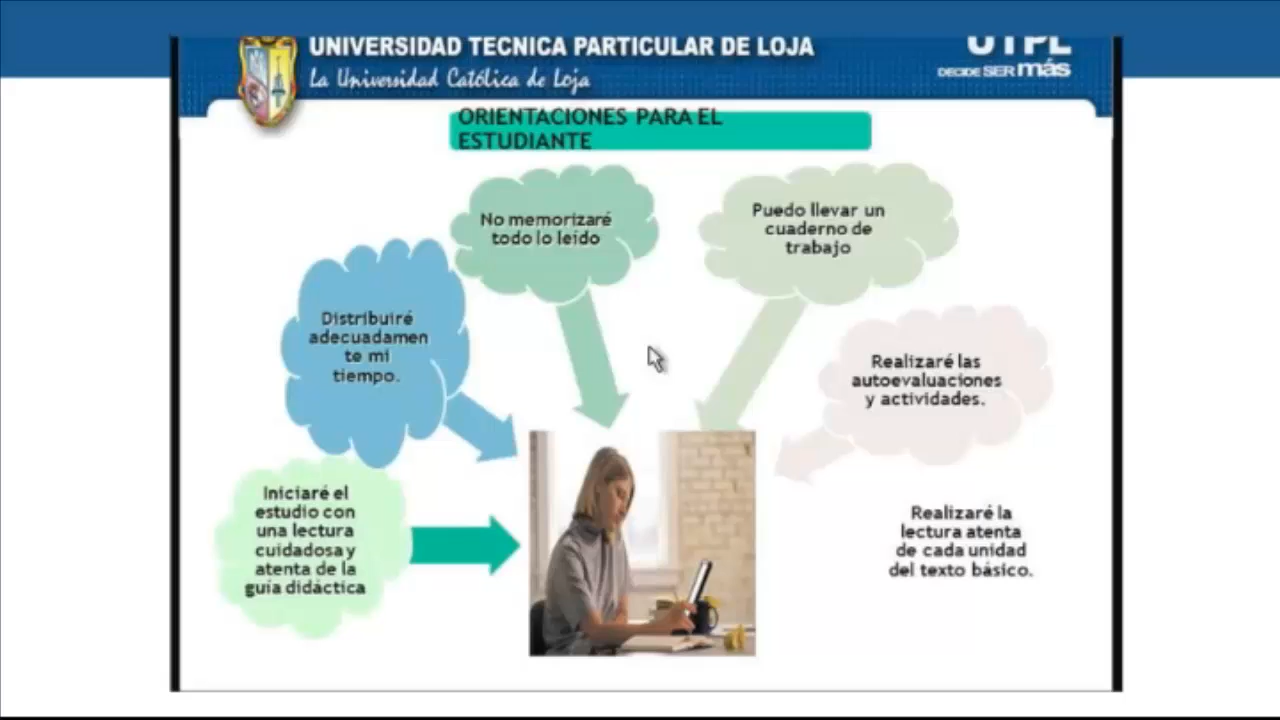 UNIVERSIDAD TECNICA PARTICULAR DE LOJA
La Universidad Católica de Loja
UTPL
DECIDE SER más
ORIENTACIONES PARA EL
ESTUDIANTE
No memorizaré
todo lo leído
Puedo llevar un
cuaderno de
trabajo
Distribuiré
adecuadamen
te mi
tiempo.
Realizaré las
autoevaluaciones
y actividades.
Iniciaré el
estudio con
una lectura
cuidadosa y
atenta de la
guía didáctica
Realizaré la
lectura atenta
de cada unidad
del texto básico.